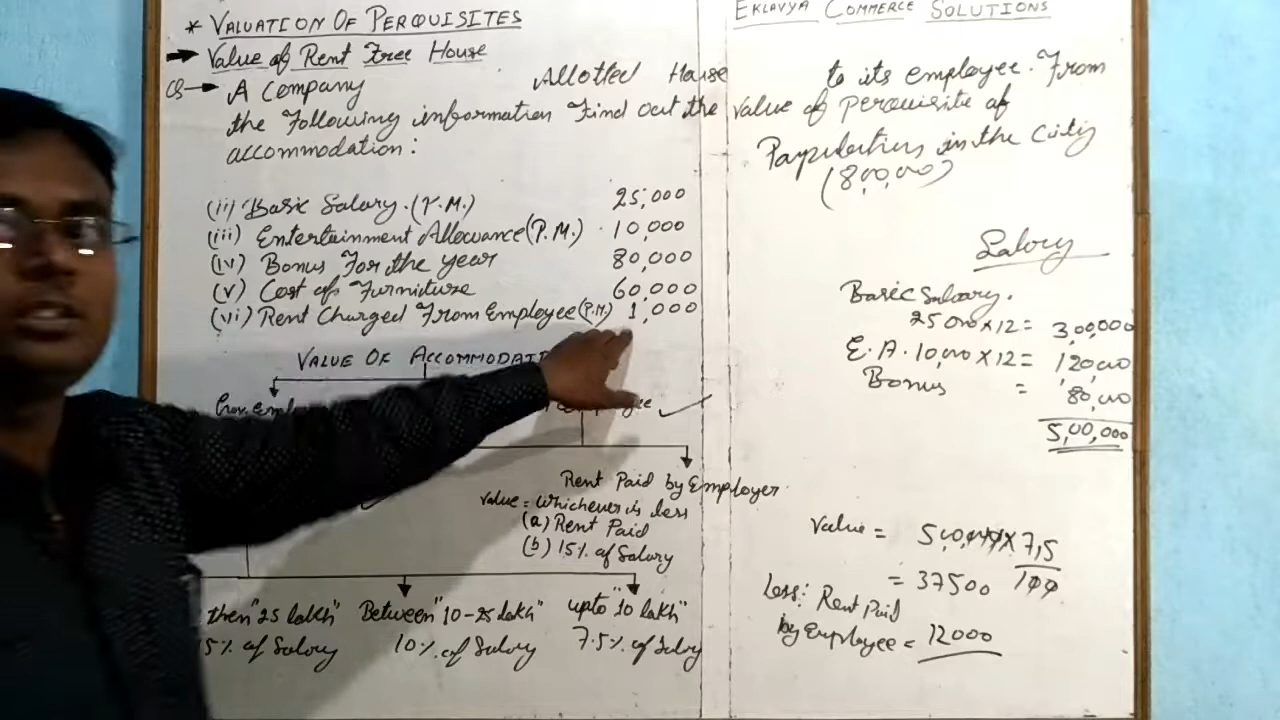 * VALUATION OF PERQUISITES
Value of Rent Free House
Q → A Company Allotted House
the following information Find out the
accommodation:
(ii) Basic Salary. (P.M.) 25,000
(iii) Entertainment Allowance (P.M.) 10,000
(iv) Bonus For the year 80,000
(v) Cost of Furniture 60,000
(vi) Rent Charged From Employee (P.M) 1,000
VALUE OF ACCOMMODATI
Rent Paid by Employer
Value = Whichever is less
(a) Rent Paid
(b) 15% of Salary
then "25 lakh" Between "10-25 lakh" upto "10 lakh"
5% of Salary 10% of Salary 7.5% of Salary
EKLAVYA COMMERCE SOLUTIONS
to its employee. From
Value of perquisite of
Population in the City
(8,00,000)
Salary
Basic Salary.
25000×12= 3,00,000
E.A. 10,000×12= 120,000
Bonus = 80,000
5,00,000
Value = 5,00,000 × 7.5
100
= 37500
Less: Rent Paid
by Employee = 12000